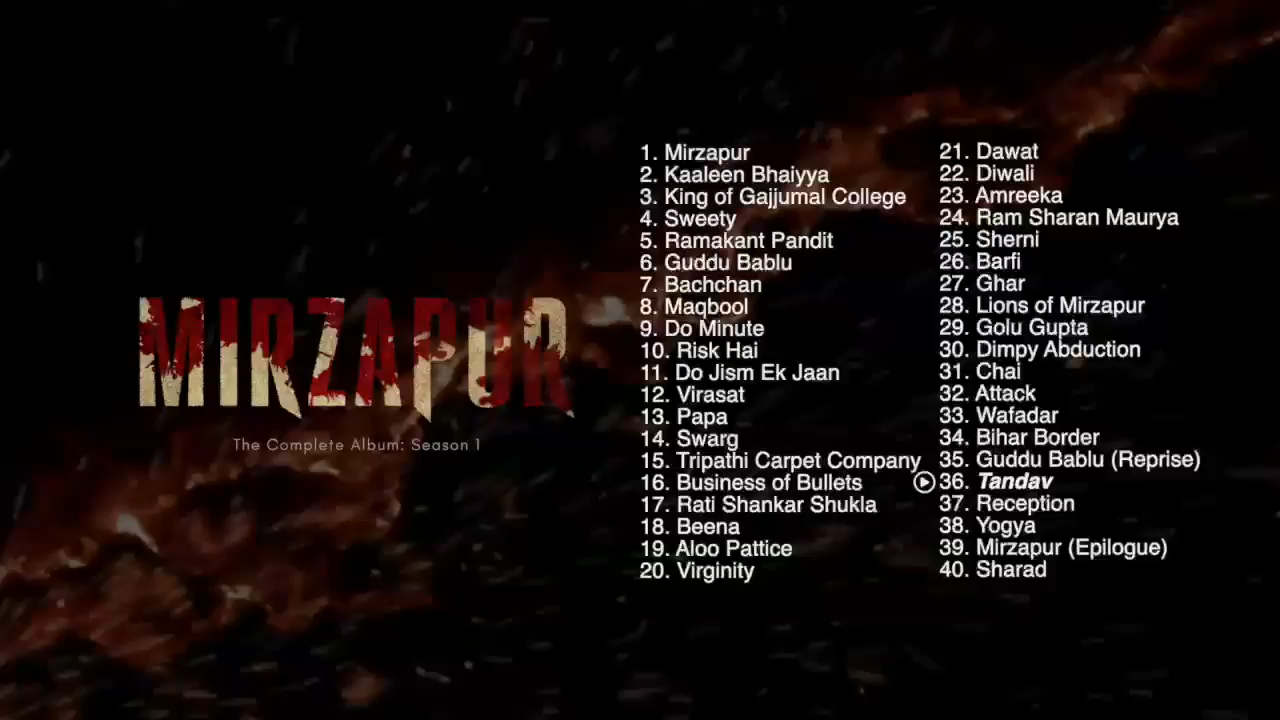 MIRZAPUR
The Complete Album: Season 1
1. Mirzapur
2. Kaaleen Bhaiyya
3. King of Gajjumal College
4. Sweety
5. Ramakant Pandit
6. Guddu Bablu
7. Bachchan
8. Maqbool
9. Do Minute
10. Risk Hai
11. Do Jism Ek Jaan
12. Virasat
13. Papa
14. Swarg
15. Tripathi Carpet Company
16. Business of Bullets
17. Rati Shankar Shukla
18. Beena
19. Aloo Pattice
20. Virginity
21. Dawat
22. Diwali
23. Amreeka
24. Ram Sharan Maurya
25. Sherni
26. Barfi
27. Ghar
28. Lions of Mirzapur
29. Golu Gupta
30. Dimpy Abduction
31. Chai
32. Attack
33. Wafadar
34. Bihar Border
35. Guddu Bablu (Reprise)
36. Tandav
37. Reception
38. Yogya
39. Mirzapur (Epilogue)
40. Sharad